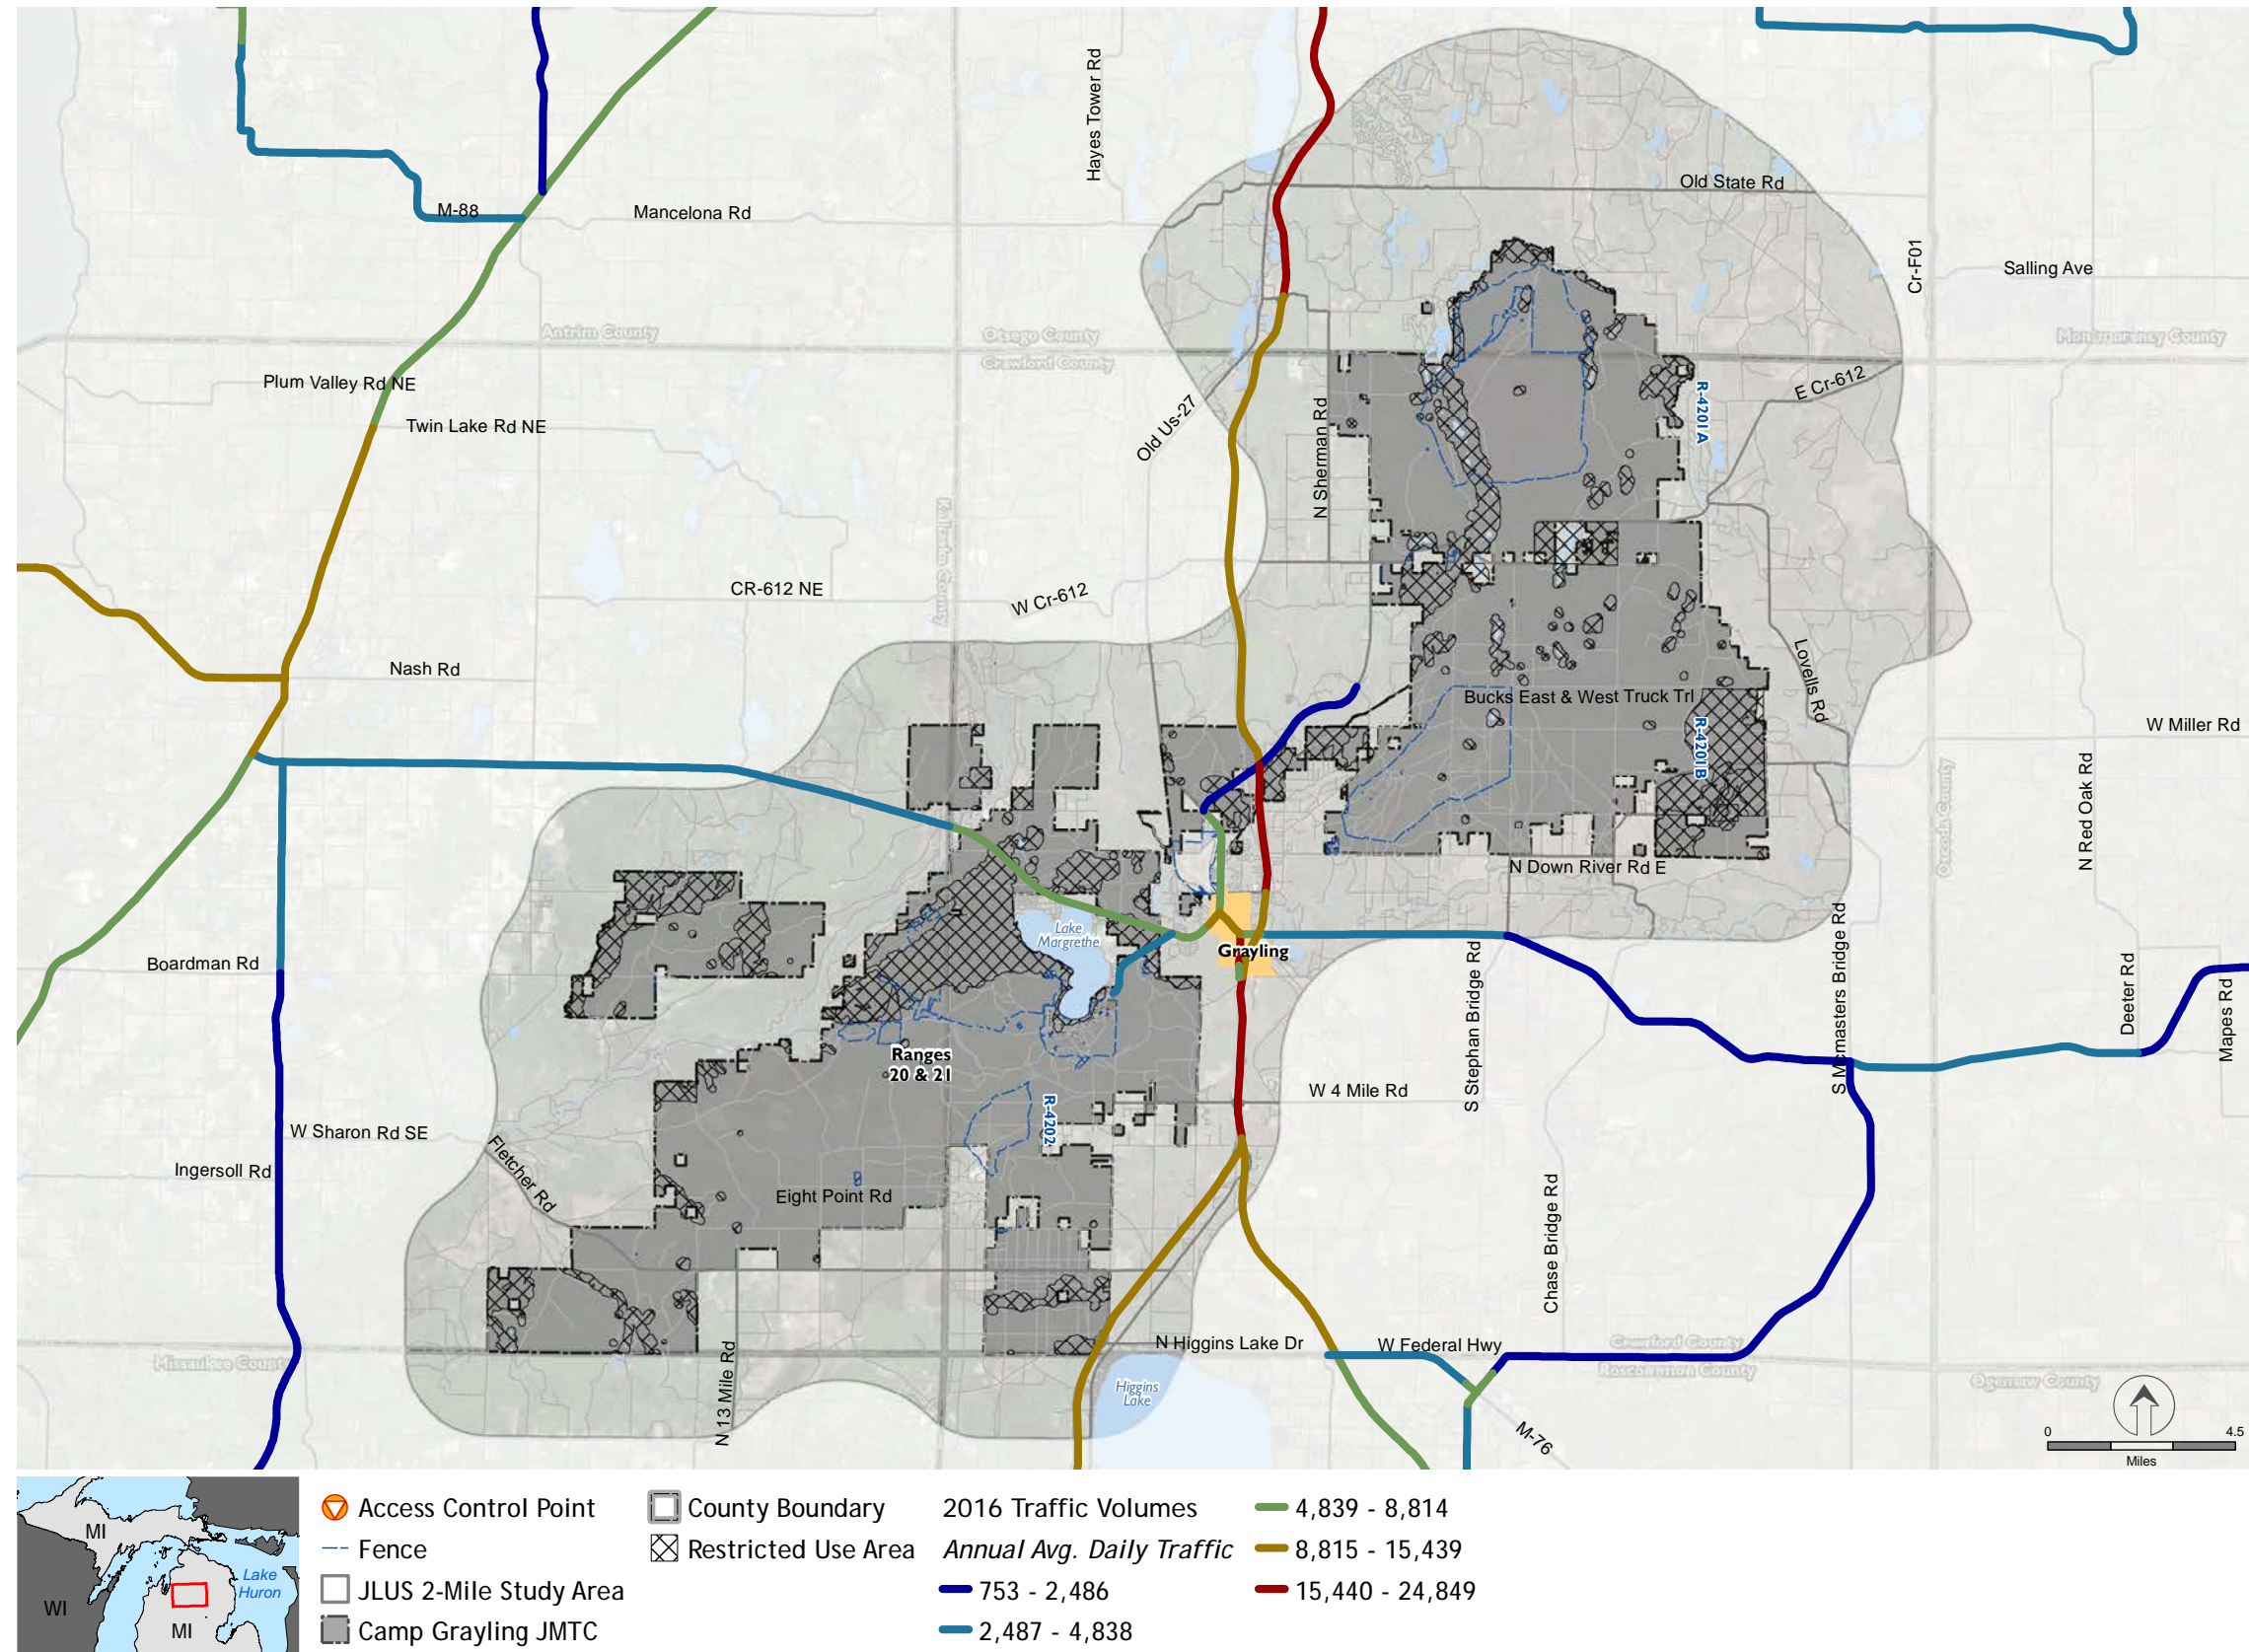 Hayes Tower Rd
Old State Rd
M-88
Mancelona Rd
Cr-F01
Salling Ave
Antrim County
Otsego County
Crawford County
Montmorency County
Plum Valley Rd NE
Twin Lake Rd NE
Old Us-27
N Sherman Rd
R-4201A
E Cr-612
Kalkaska County
CR-612 NE
W Cr-612
Nash Rd
Lovells Rd
Bucks East & West Truck Trl
R-4201B
W Miller Rd
N Red Oak Rd
Oscoda County
N Down River Rd E
Lake
Margrethe
Grayling
Boardman Rd
S Stephan Bridge Rd
S Mcmasters Bridge Rd
Deeter Rd
Mapes Rd
Ranges
20 & 21
R-4202
W 4 Mile Rd
W Sharon Rd SE
Fletcher Rd
Ingersoll Rd
Eight Point Rd
Chase Bridge Rd
N 13 Mile Rd
N Higgins Lake Dr
W Federal Hwy
Crawford County
Roscommon County
Missaukee County
Higgins
Lake
Ogemaw County
M-76
0 4.5
Miles
MI
Lake
Huron
WI
MI
Access Control Point
Fence
JLUS 2-Mile Study Area
Camp Grayling JMTC
County Boundary
Restricted Use Area
2016 Traffic Volumes
Annual Avg. Daily Traffic
753 - 2,486
2,487 - 4,838
4,839 - 8,814
8,815 - 15,439
15,440 - 24,849